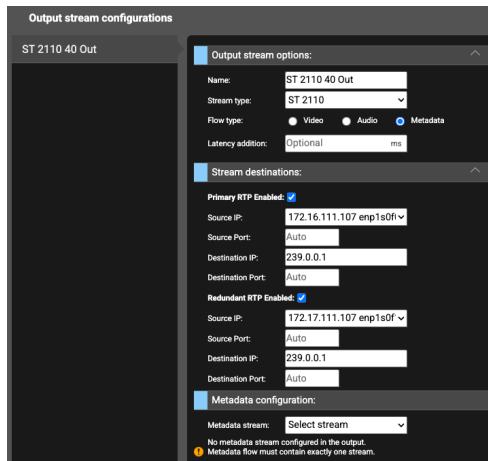 Output stream configurations
ST 2110 40 Out
Output stream options:
Name: ST 2110 40 Out
Stream type: ST 2110
Flow type: Video Audio Metadata
Latency addition: Optional ms
Stream destinations:
Primary RTP Enabled:
Source IP: 172.16.111.107 enp1s0f
Source Port: Auto
Destination IP: 239.0.0.1
Destination Port: Auto
Redundant RTP Enabled:
Source IP: 172.17.111.107 enp1s0f
Source Port: Auto
Destination IP: 239.0.0.1
Destination Port: Auto
Metadata configuration:
Metadata stream: Select stream
No metadata stream configured in the output.
Metadata flow must contain exactly one stream.